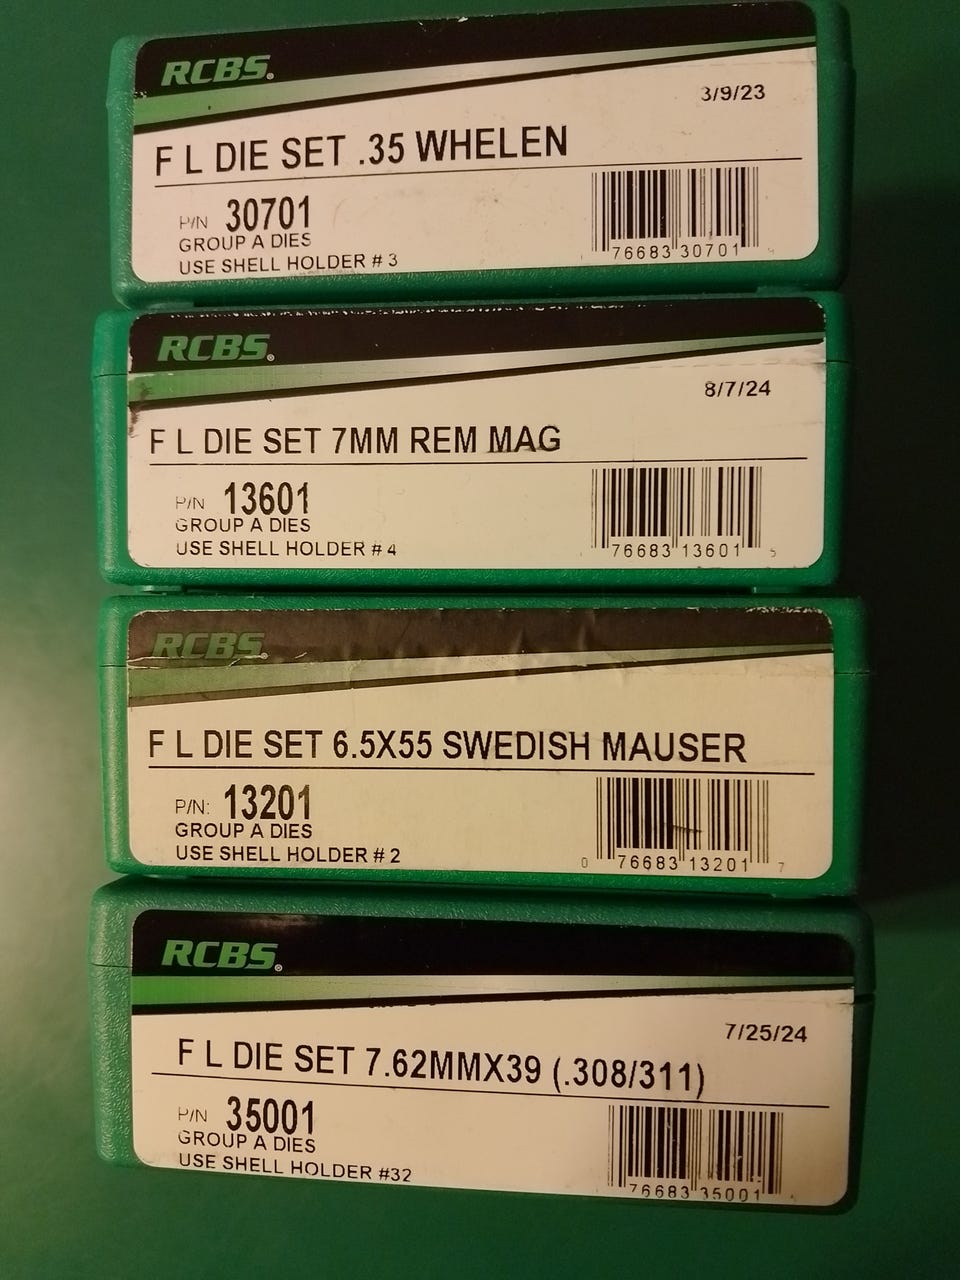 RCBS®
3/9/23
F L DIE SET .35 WHELEN
P/N 30701
GROUP A DIES
USE SHELL HOLDER # 3
76683 30701
RCBS®
8/7/24
F L DIE SET 7MM REM MAG
P/N 13601
GROUP A DIES
USE SHELL HOLDER # 4
76683 13601 5
RCBS®
F L DIE SET 6.5X55 SWEDISH MAUSER
P/N: 13201
GROUP A DIES
USE SHELL HOLDER # 2
0 76683 13201 7
RCBS®
7/25/24
F L DIE SET 7.62MMX39 (.308/311)
P/N 35001
GROUP A DIES
USE SHELL HOLDER #32
76683 35001